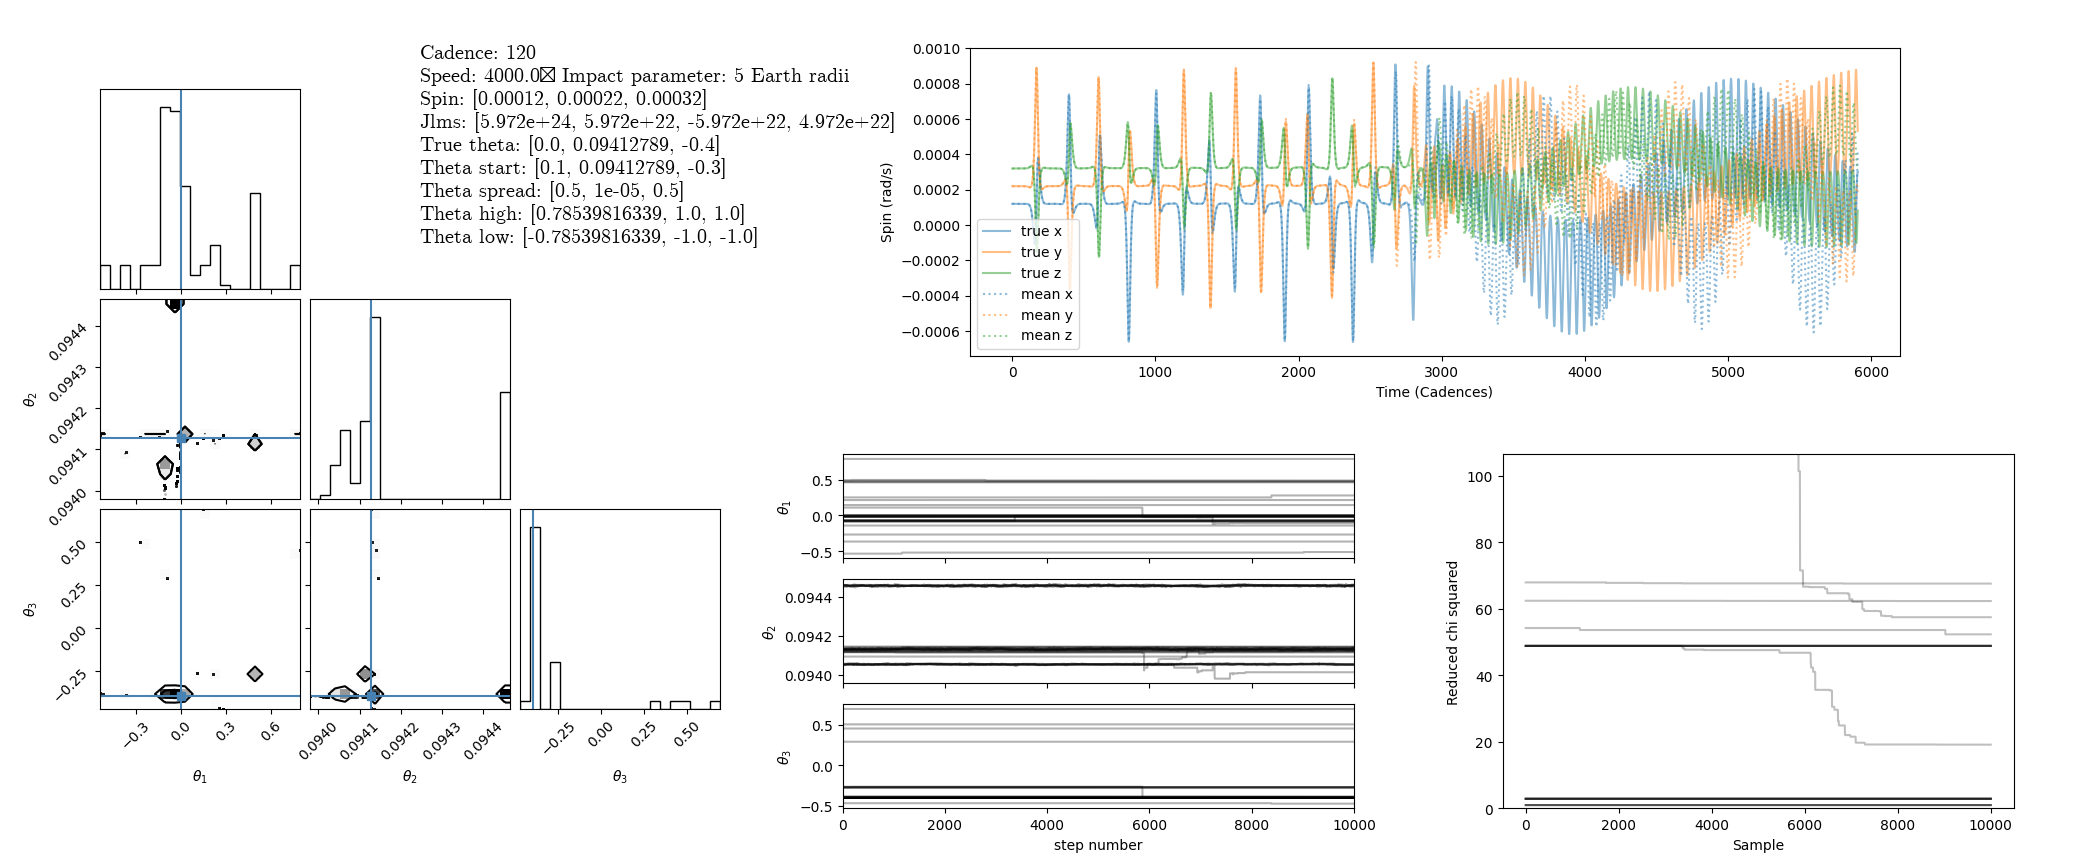 Cadence: 120
Speed: 4000.0 Impact parameter: 5 Earth radii
Spin: [0.00012, 0.00022, 0.00032]
Jlms: [5.972e+24, 5.972e+22, -5.972e+22, 4.972e+22]
True theta: [0.0, 0.09412789, -0.4]
Theta start: [0.1, 0.09412789, -0.3]
Theta spread: [0.5, 1e-05, 0.5]
Theta high: [0.78539816339, 1.0, 1.0]
Theta low: [-0.78539816339, -1.0, -1.0]
0.0944
0.0943
0.0942
0.0941
0.0940
θ2
0.50
0.25
0.00
−0.25
θ3
−0.3
0.0
0.3
0.6
θ1
0.0940
0.0941
0.0942
0.0943
0.0944
θ2
−0.25
0.00
0.25
0.50
θ3
0.0010
0.0008
0.0006
0.0004
0.0002
0.0000
−0.0002
−0.0004
−0.0006
Spin (rad/s)
true x
true y
true z
mean x
mean y
mean z
0 1000 2000 3000 4000 5000 6000
Time (Cadences)
0.5
0.0
−0.5
θ1
0.0944
0.0942
0.0940
θ2
0.5
0.0
−0.5
θ3
0 2000 4000 6000 8000 10000
step number
100
80
60
40
20
0
Reduced chi squared
0 2000 4000 6000 8000 10000
Sample